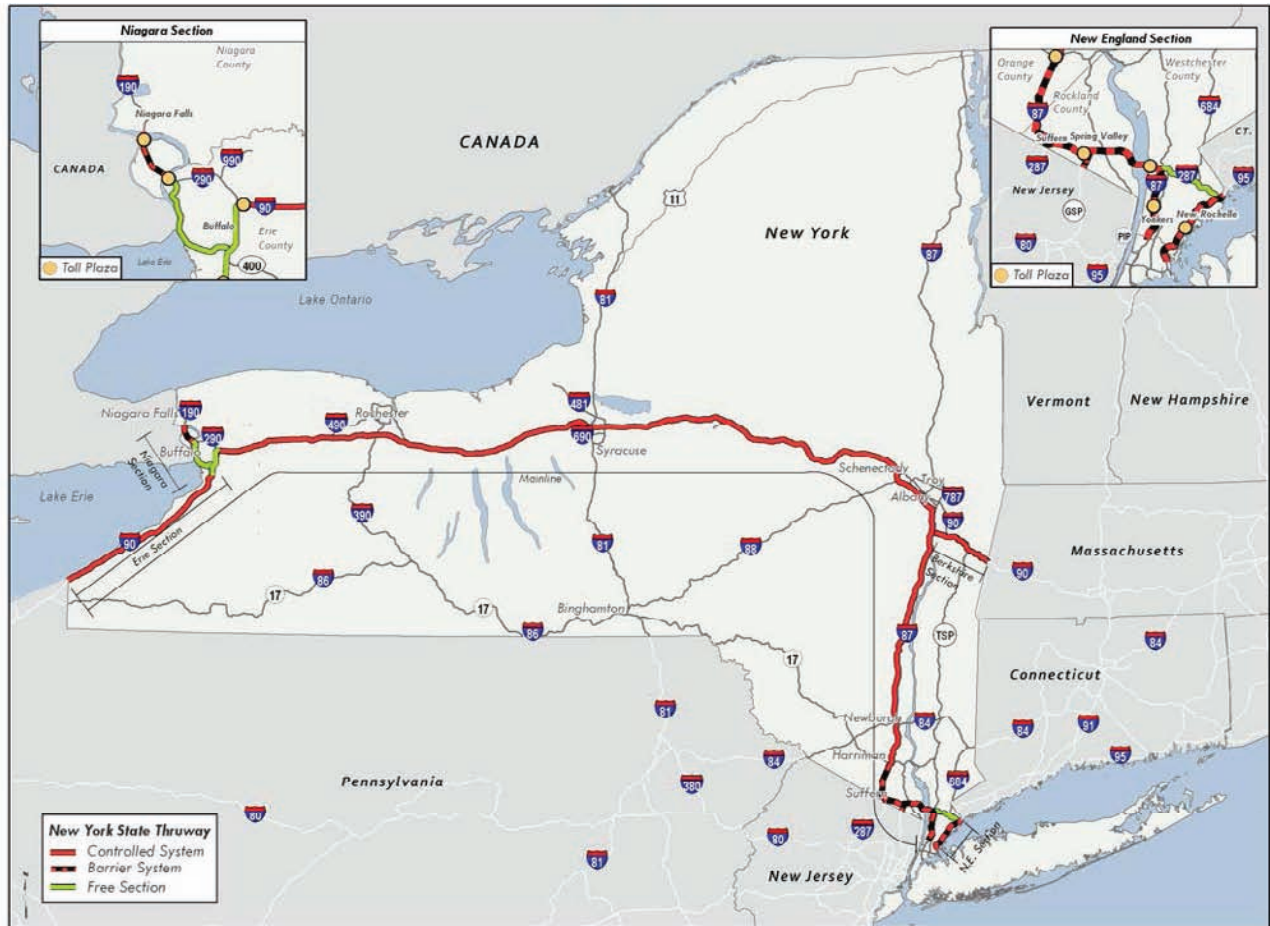 Niagara Section
Niagara
County
190
Niagara Falls
CANADA
990
290
90
Buffalo
Erie
County
Lake Erie
400
Toll Plaza
New England Section
Orange
County
Westchester
County
Rockland
County
684
87
CT.
Suffern
Spring Valley
287
287
95
New Jersey
87
GSP
Yonkers
New Rochelle
80
PIP
95
Toll Plaza
CANADA
11
New York
87
Lake Ontario
81
Vermont
New Hampshire
Niagara Falls
190
Rochester
481
490
290
690
Buffalo
Syracuse
Niagara
Section
Schenectady
Troy
Mainline
Albany
787
Lake Erie
390
90
90
Erie Section
81
88
Massachusetts
Berkshire
Section
90
86
17
17
Binghamton
86
87
TSP
84
17
Connecticut
81
Newburgh
84
84
91
Harriman
84
95
Pennsylvania
380
Suffern
684
80
287
80
N.E. Section
81
New Jersey
New York State Thruway
Controlled System
Barrier System
Free Section